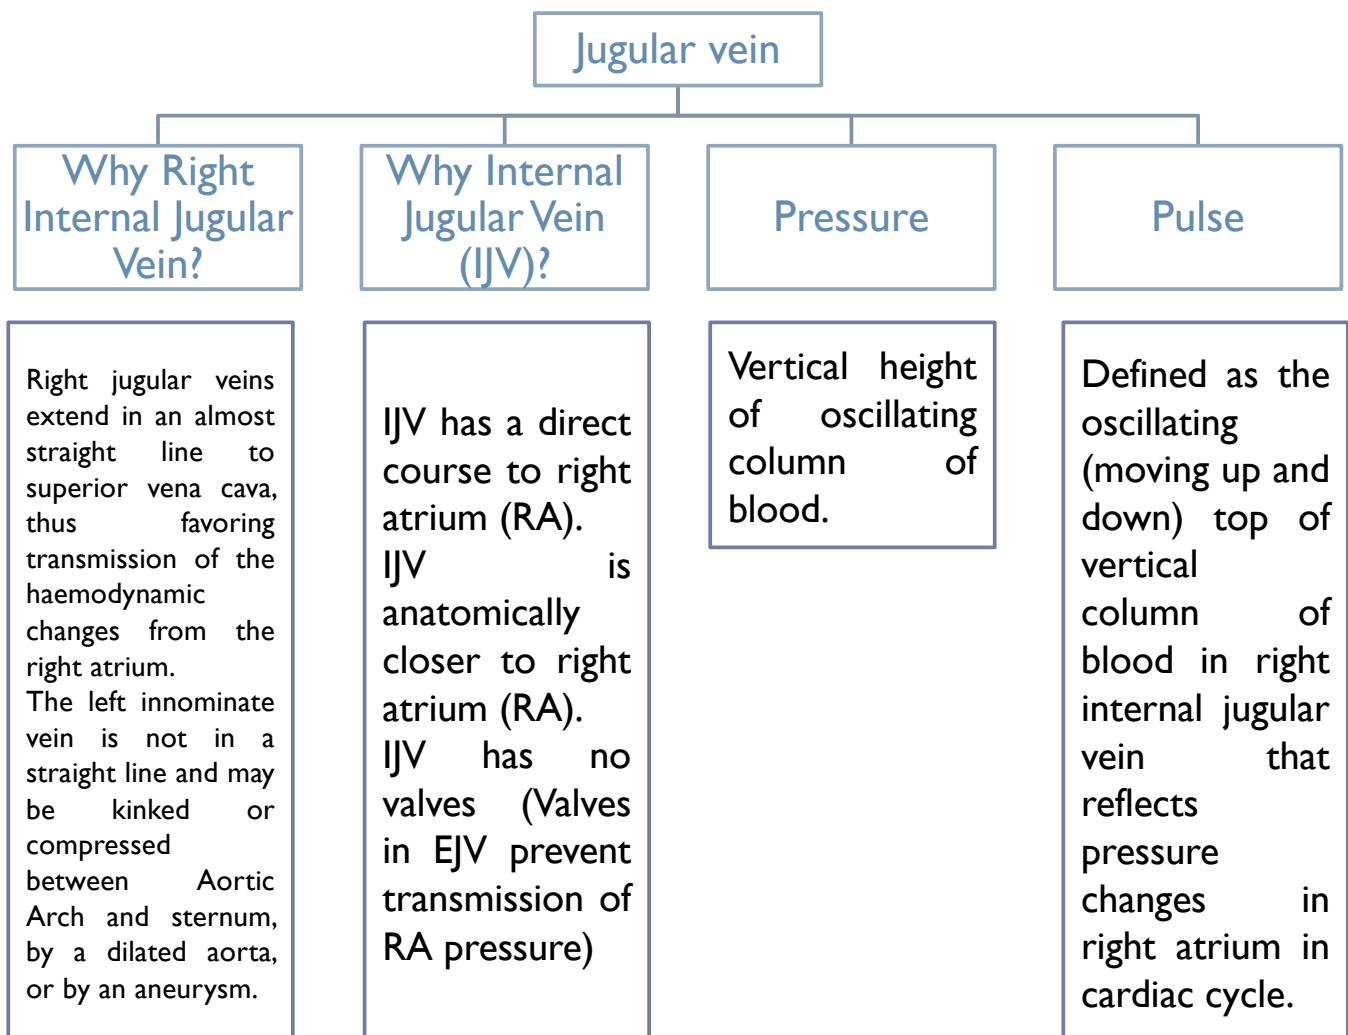 Jugular vein
Why Right
Internal Jugular
Vein?
Right jugular veins
extend in an almost
straight line to
superior vena cava,
thus favoring
transmission of the
haemodynamic
changes from the
right atrium.
The left innominate
vein is not in a
straight line and may
be kinked or
compressed
between Aortic
Arch and sternum,
by a dilated aorta,
or by an aneurysm.
Why Internal
Jugular Vein
(IJV)?
IJV has a direct
course to right
atrium (RA).
IJV is
anatomically
closer to right
atrium (RA).
IJV has no
valves (Valves
in EJV prevent
transmission of
RA pressure)
Pressure
Vertical height
of oscillating
column of
blood.
Pulse
Defined as the
oscillating
(moving up and
down) top of
vertical
column of
blood in right
internal jugular
vein that
reflects
pressure
changes in
right atrium in
cardiac cycle.